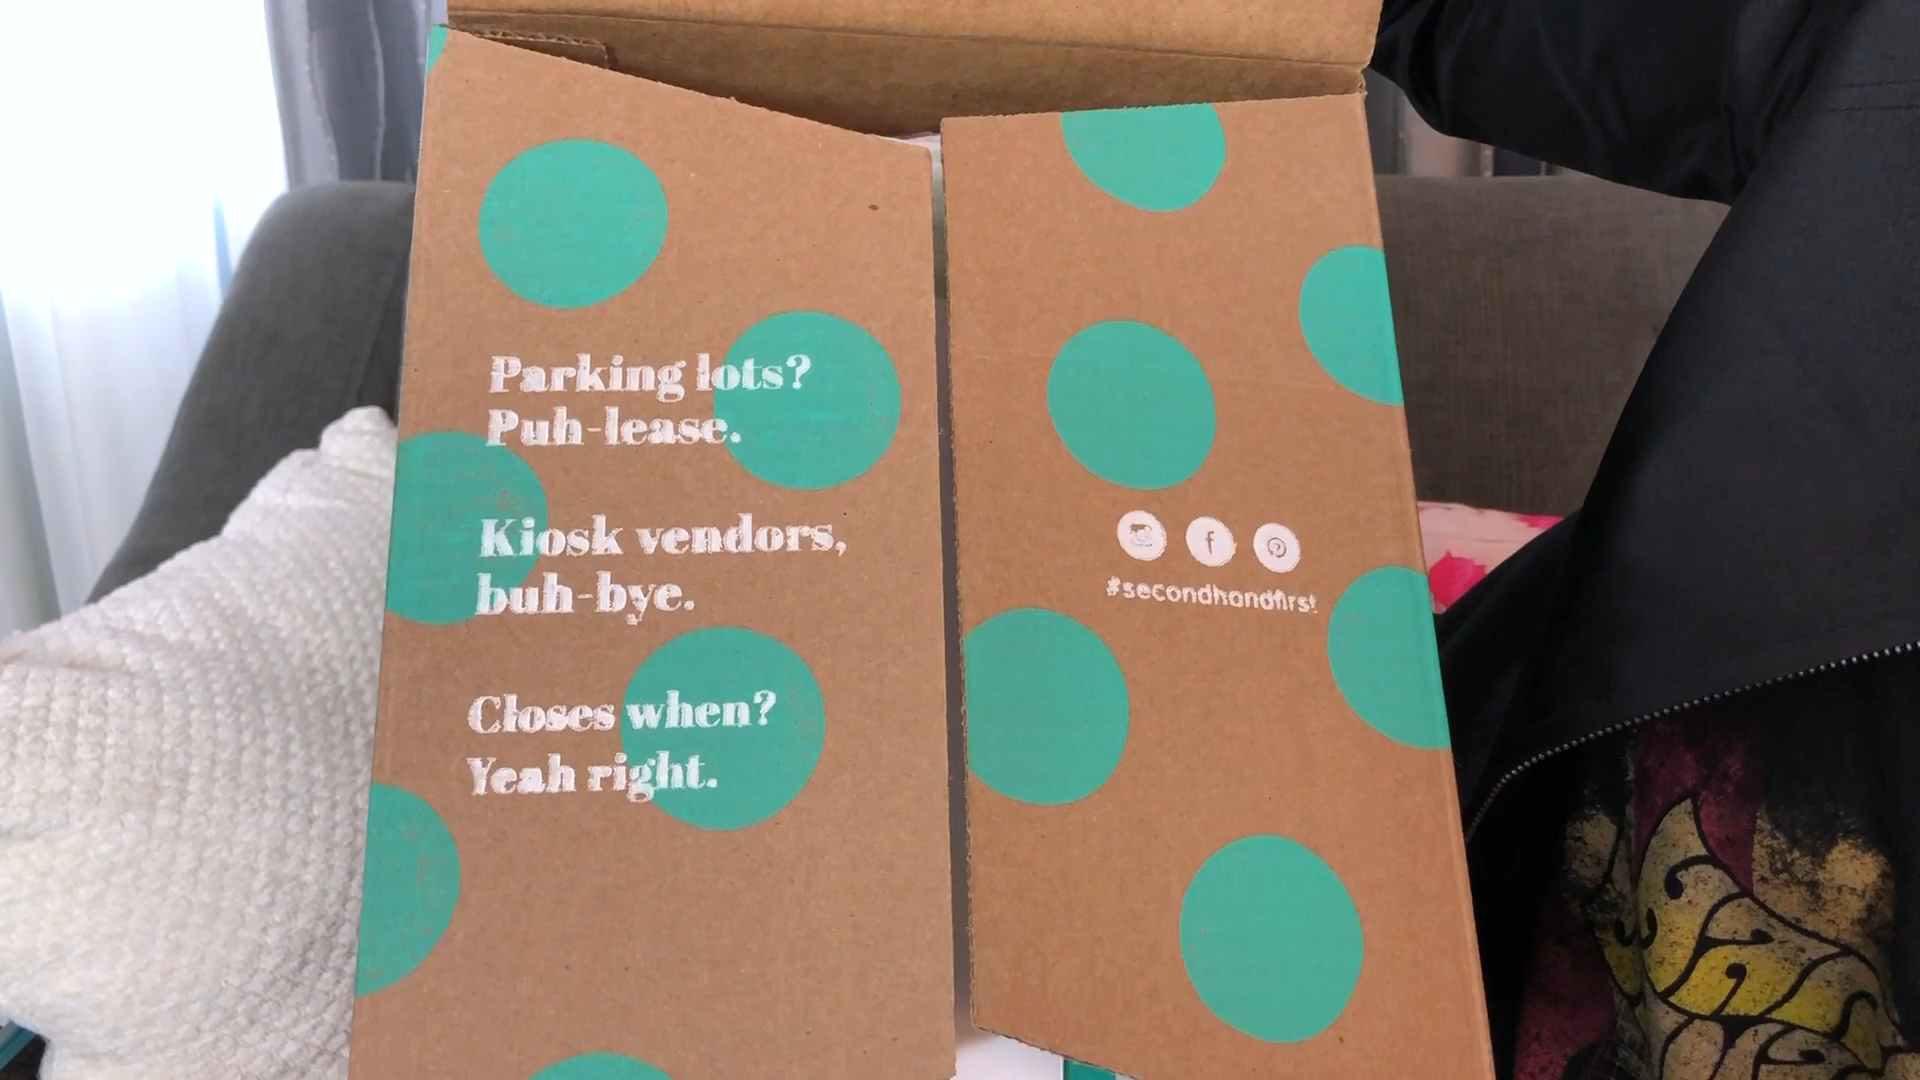 Parking lots?
Puh-lease.
Kiosk vendors,
buh-bye.
Closes when?
Yeah right.
#secondhandfirst